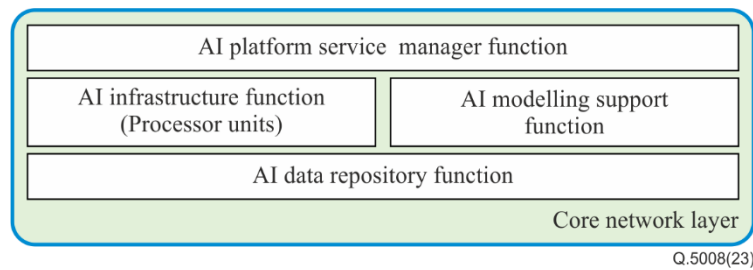 AI platform service manager function
AI infrastructure function
(Processor units)
AI modelling support
function
AI data repository function
Core network layer
Q.5008(23)